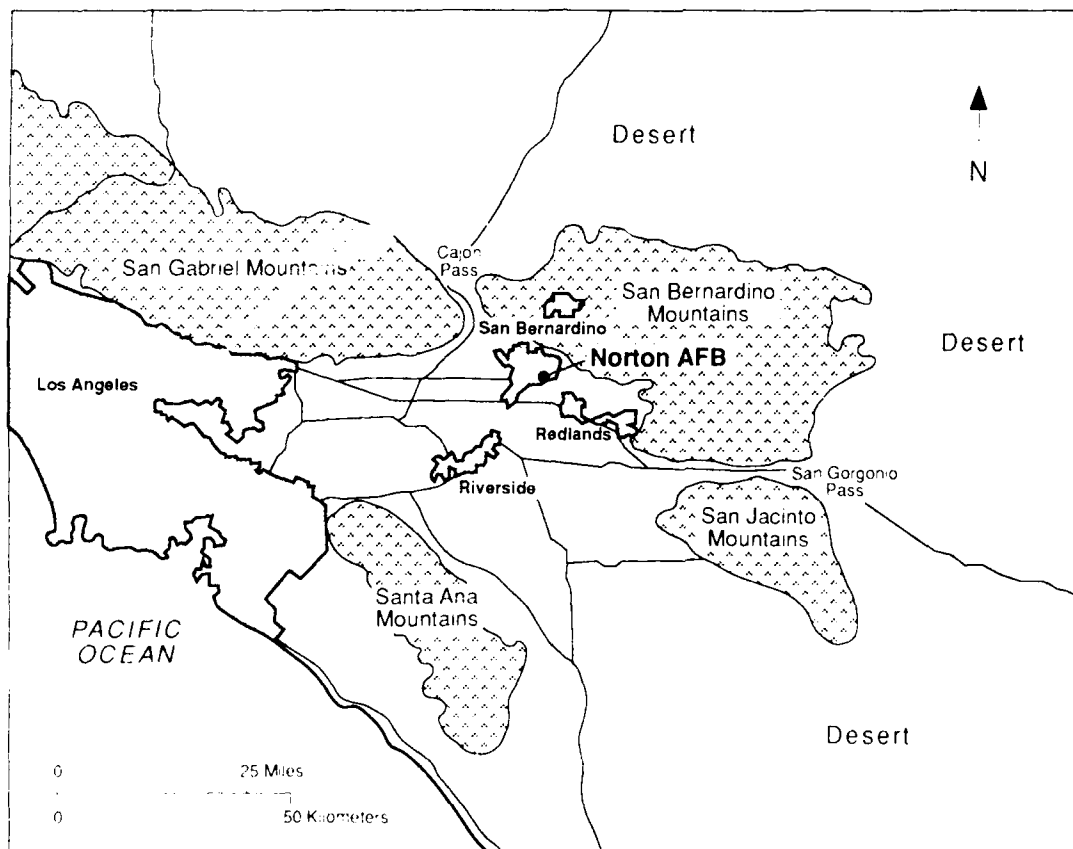 Desert
N
Cajon
Pass
San Gabriel Mountains
San Bernardino
Mountains
San Bernardino
Desert
Norton AFB
Los Angeles
Redlands
Riverside
San Gorgonio
Pass
San Jacinto
Mountains
Santa Ana
Mountains
PACIFIC
OCEAN
Desert
0 25 Miles
0 50 Kilometers